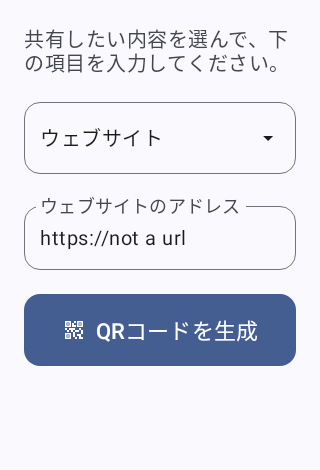 共有したい内容を選んで、下
の項目を入力してください。
ウェブサイト
ウェブサイトのアドレス
https://not a url
QRコードを生成